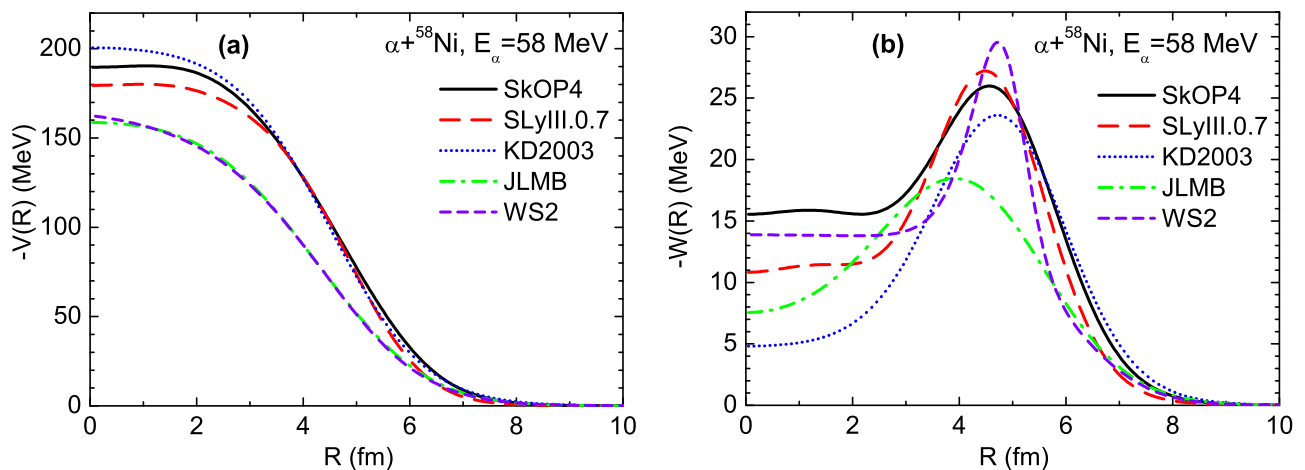 (a)
α+⁵⁸Ni, E_α=58 MeV
SkOP4
SLyIII.0.7
KD2003
JLMB
WS2
-V(R) (MeV)
200
150
100
50
0
0 2 4 6 8 10
R (fm)
(b)
α+⁵⁸Ni, E_α=58 MeV
SkOP4
SLyIII.0.7
KD2003
JLMB
WS2
-W(R) (MeV)
30
25
20
15
10
5
0
0 2 4 6 8 10
R (fm)